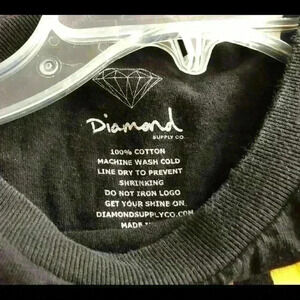 Diamond
SUPPLY CO
100% COTTON
MACHINE WASH COLD
LINE DRY TO PREVENT
SHRINKING
DO NOT IRON LOGO
GET YOUR SHINE ON.
DIAMONDSUPPLYCO.COM
MADE